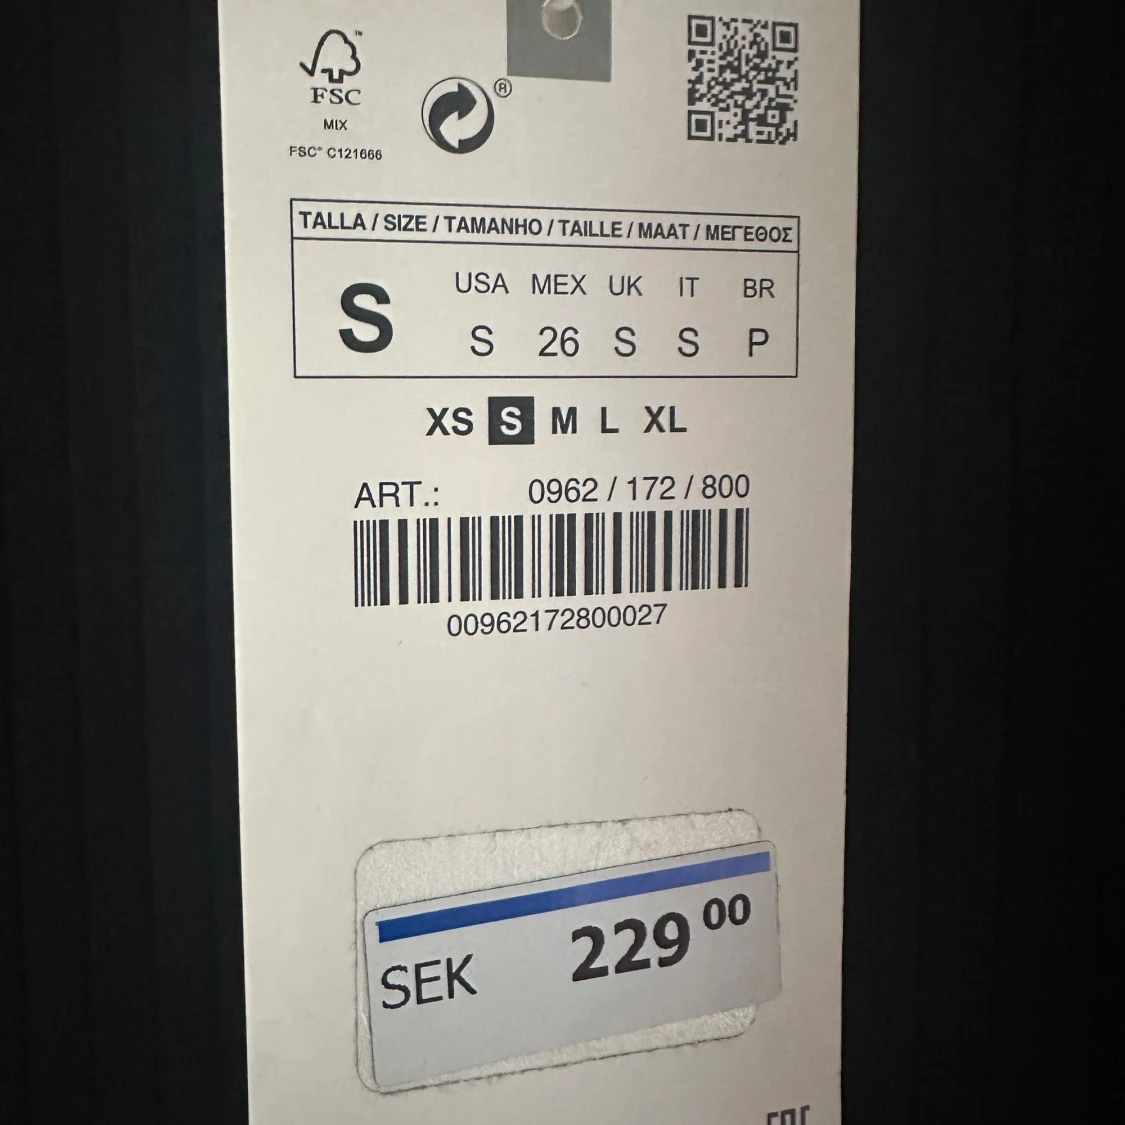 FSC™
MIX
FSC® C121666
®
TALLA / SIZE / TAMANHO / TAILLE / MAAT / ΜΕΓΕΘΟΣ
USA MEX UK IT BR
S S 26 S S P
XS S M L XL
ART.: 0962 / 172 / 800
00962172800027
SEK 229 00